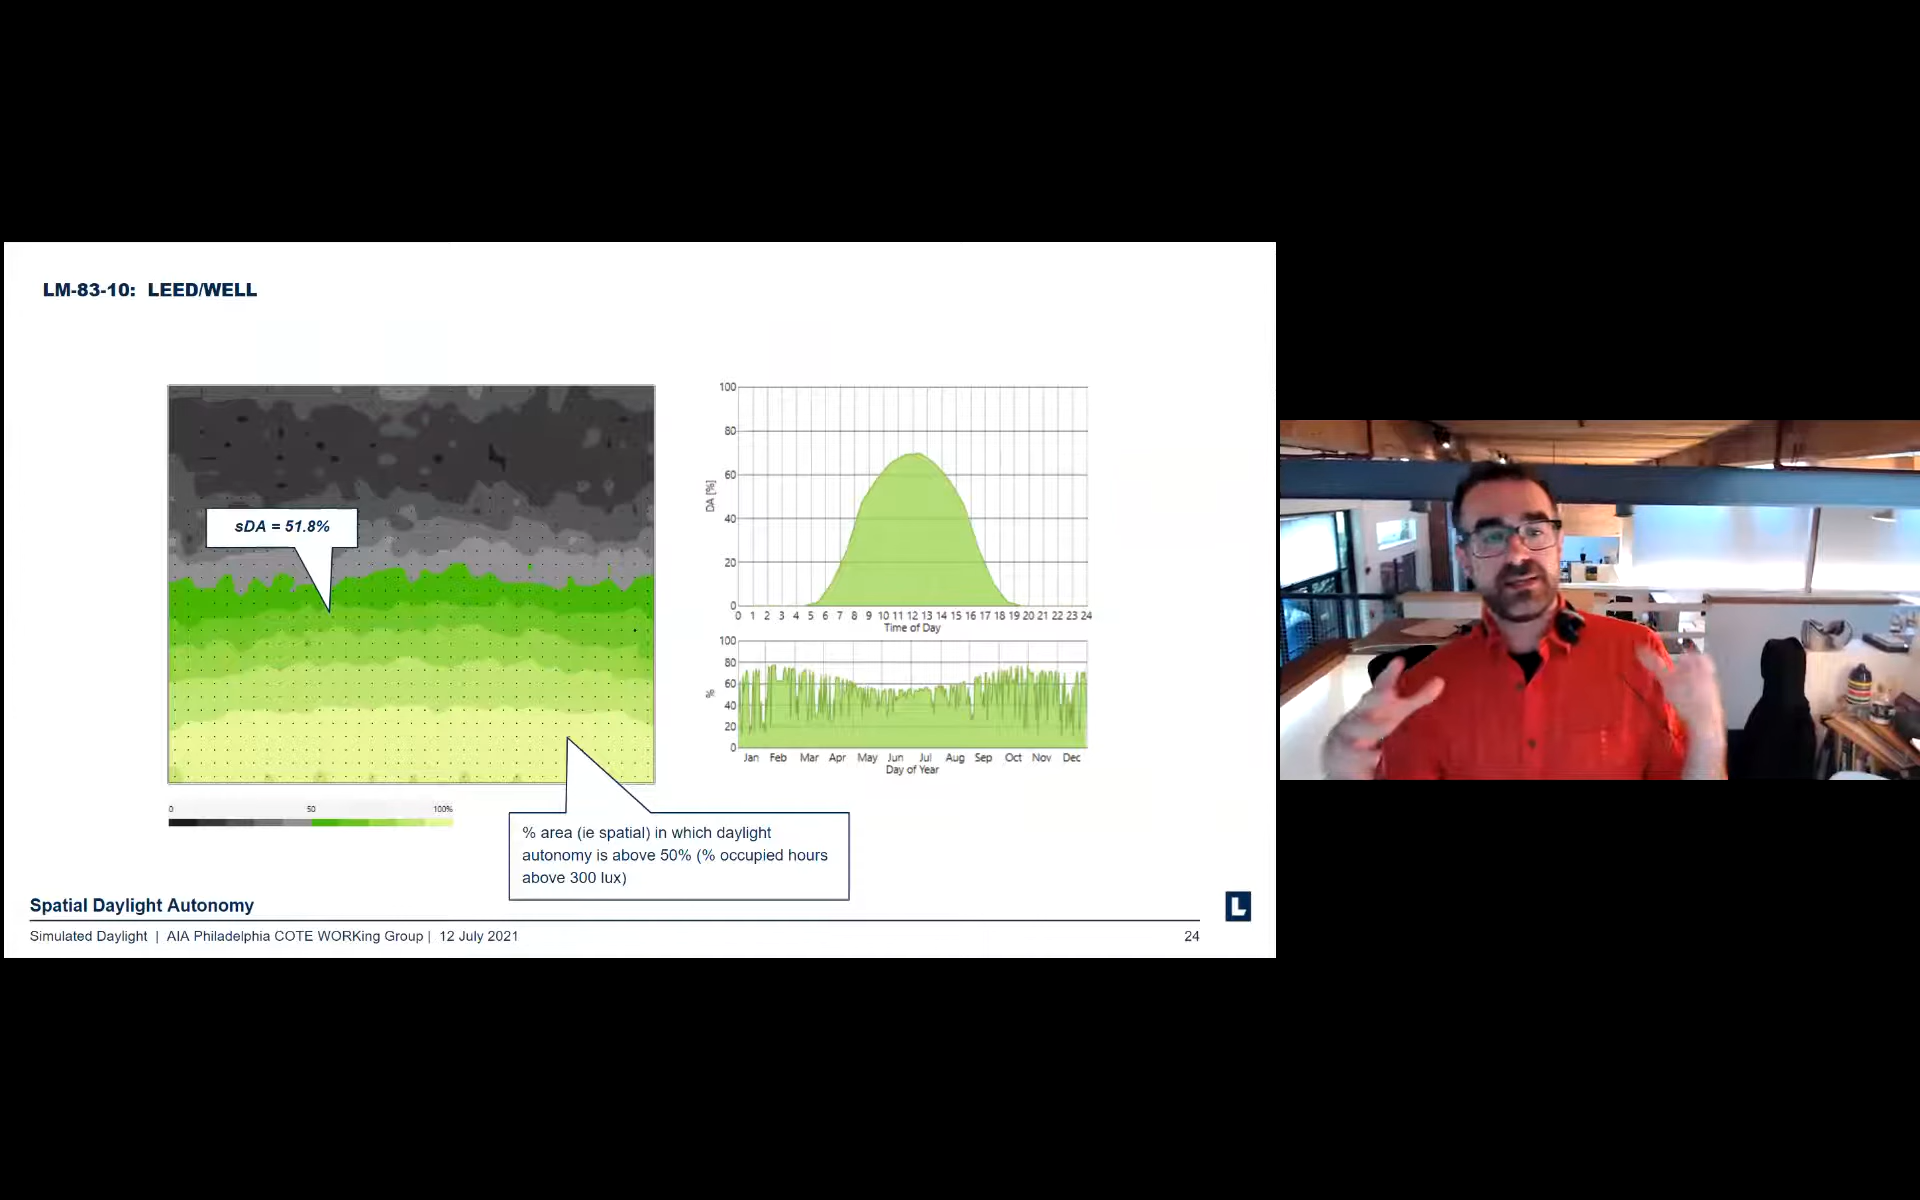 LM-83-10: LEED/WELL
sDA = 51.8%
0 50 100%
100
80
60
40
20
0
DA [%]
0 1 2 3 4 5 6 7 8 9 10 11 12 13 14 15 16 17 18 19 20 21 22 23 24
Time of Day
100
80
60
40
20
0
%
Jan Feb Mar Apr May Jun Jul Aug Sep Oct Nov Dec
Day of Year
% area (ie spatial) in which daylight
autonomy is above 50% (% occupied hours
above 300 lux)
Spatial Daylight Autonomy
L
Simulated Daylight | AIA Philadelphia COTE WORKing Group | 12 July 2021
24